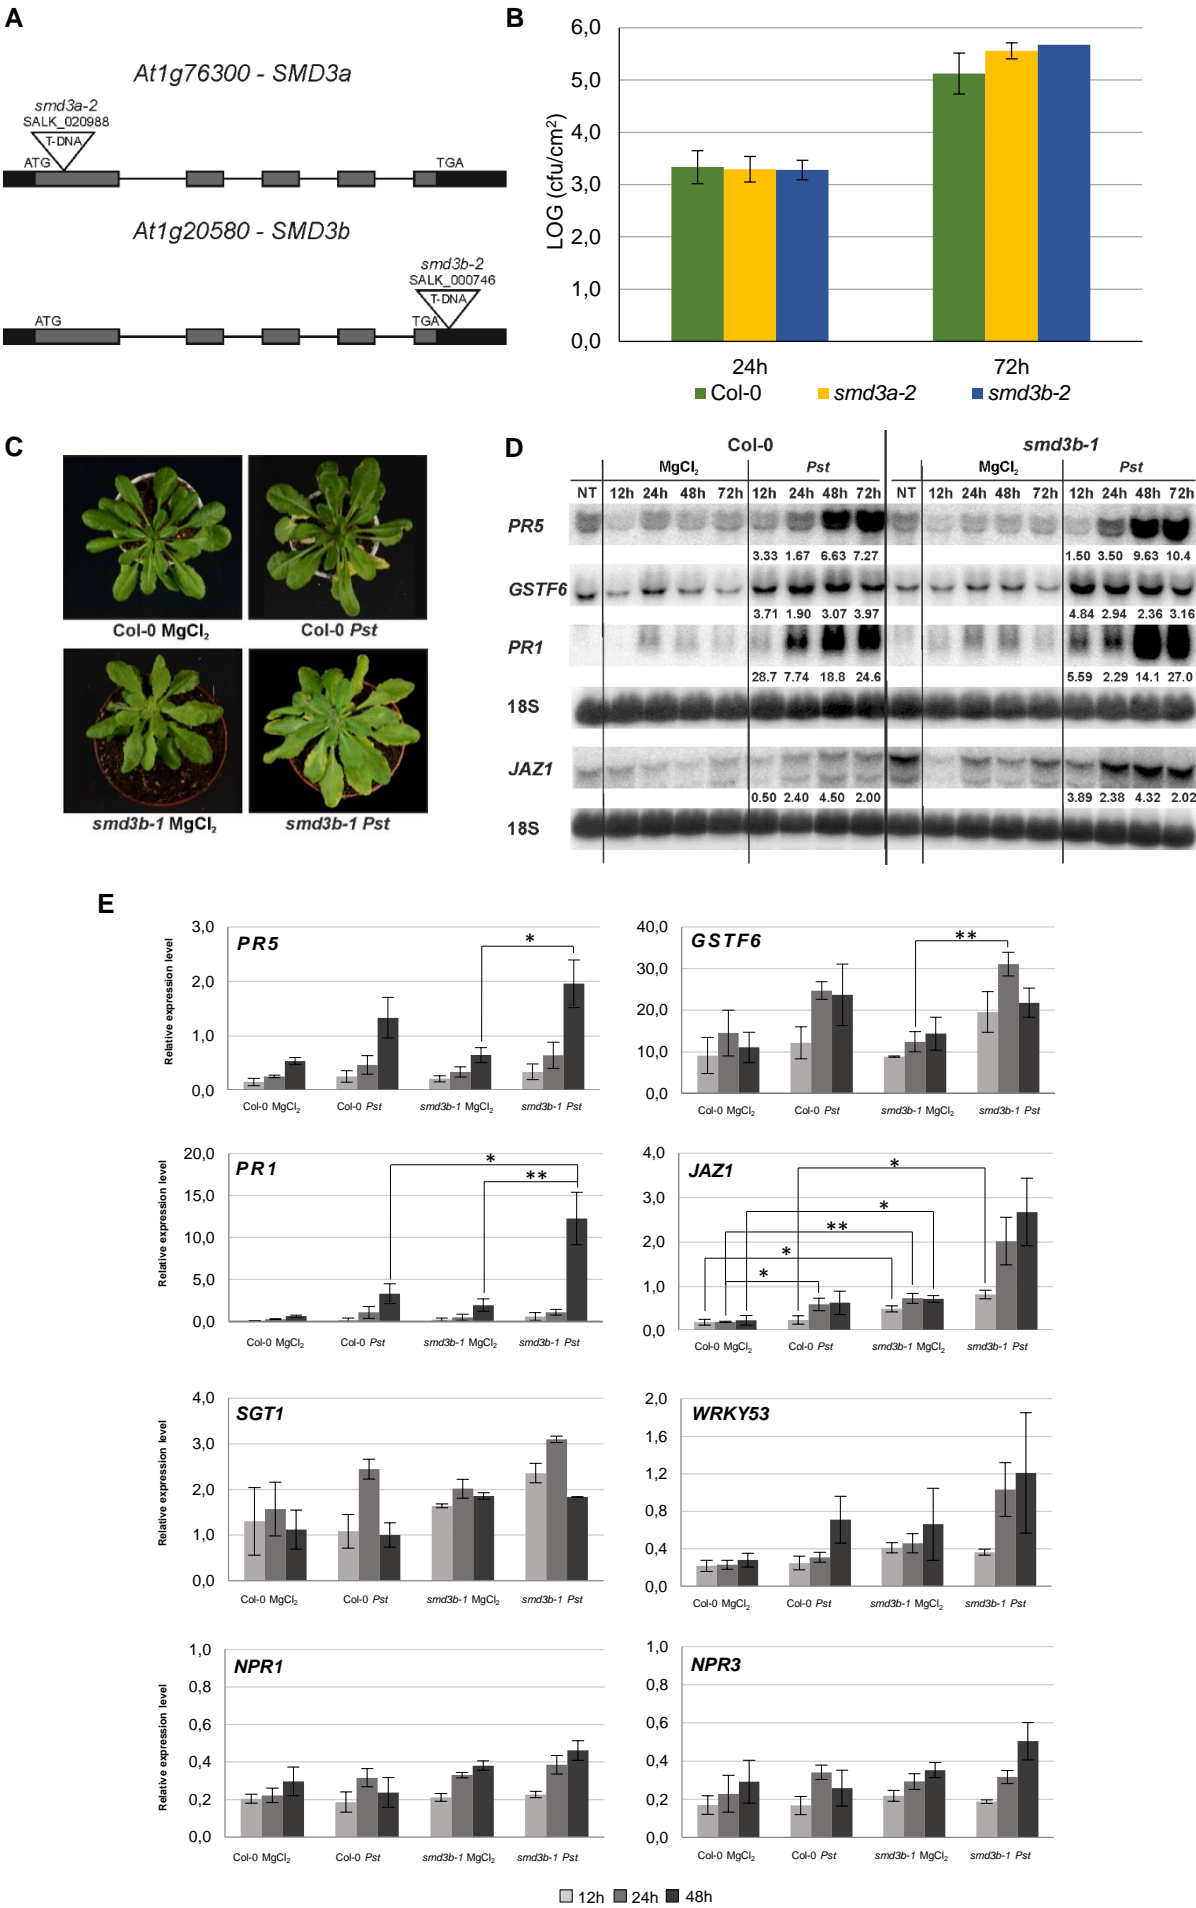 A
At1g76300 - SMD3a
smd3a-2
SALK_020988
T-DNA
ATG
TGA
At1g20580 - SMD3b
smd3b-2
SALK_000746
T-DNA
ATG
TGA
B
LOG (cfu/cm²)
6,0
5,0
4,0
3,0
2,0
1,0
0,0
24h 72h
Col-0 smd3a-2 smd3b-2
C
Col-0 MgCl₂ Col-0 Pst
smd3b-1 MgCl₂ smd3b-1 Pst
D
Col-0 smd3b-1
MgCl₂ Pst MgCl₂ Pst
NT 12h 24h 48h 72h 12h 24h 48h 72h NT 12h 24h 48h 72h 12h 24h 48h 72h
PR5
3.33 1.67 6.63 7.27 1.50 3.50 9.63 10.4
GSTF6
3.71 1.90 3.07 3.97 4.84 2.94 2.36 3.16
PR1
28.7 7.74 18.8 24.6 5.59 2.29 14.1 27.0
18S
JAZ1
0.50 2.40 4.50 2.00 3.89 2.38 4.32 2.02
18S
E
Relative expression level
3,0
2,0
1,0
0,0
PR5
*
Col-0 MgCl₂ Col-0 Pst smd3b-1 MgCl₂ smd3b-1 Pst
40,0
30,0
20,0
10,0
0,0
GSTF6
**
Col-0 MgCl₂ Col-0 Pst smd3b-1 MgCl₂ smd3b-1 Pst
Relative expression level
20,0
15,0
10,0
5,0
0,0
PR1
*
**
Col-0 MgCl₂ Col-0 Pst smd3b-1 MgCl₂ smd3b-1 Pst
4,0
3,0
2,0
1,0
0,0
JAZ1
*
*
**
*
*
Col-0 MgCl₂ Col-0 Pst smd3b-1 MgCl₂ smd3b-1 Pst
Relative expression level
4,0
3,0
2,0
1,0
0,0
SGT1
Col-0 MgCl₂ Col-0 Pst smd3b-1 MgCl₂ smd3b-1 Pst
2,0
1,6
1,2
0,8
0,4
0,0
WRKY53
Col-0 MgCl₂ Col-0 Pst smd3b-1 MgCl₂ smd3b-1 Pst
Relative expression level
1,0
0,8
0,6
0,4
0,2
0,0
NPR1
Col-0 MgCl₂ Col-0 Pst smd3b-1 MgCl₂ smd3b-1 Pst
1,0
0,8
0,6
0,4
0,2
0,0
NPR3
Col-0 MgCl₂ Col-0 Pst smd3b-1 MgCl₂ smd3b-1 Pst
12h 24h 48h